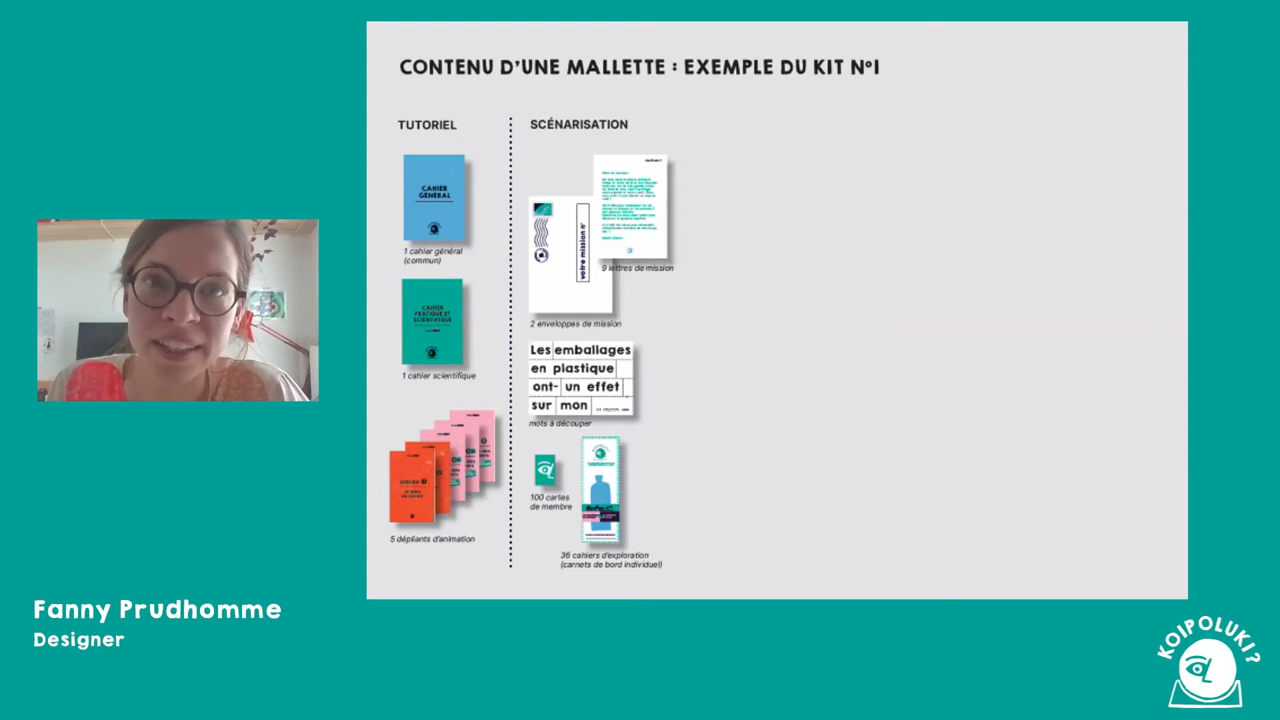 CONTENU D'UNE MALLETTE : EXEMPLE DU KIT N°1
TUTORIEL
SCÉNARISATION
CAHIER
GÉNÉRAL
1 cahier général
(commun)
CAHIER
PRATIQUE ET
SCIENTIFIQUE
1 cahier scientifique
5 dépliants d'animation
votre mission n°
9 lettres de mission
2 enveloppes de mission
Les emballages
en plastique
ont- un effet
sur mon
mots à découper
100 cartes
de membre
36 cahiers d'exploration
(carnets de bord individuel)
Fanny Prudhomme
Designer
KOIPOLUKI?